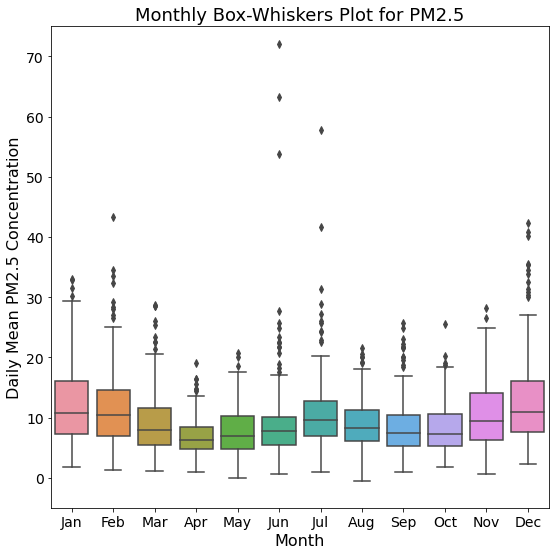 Monthly Box-Whiskers Plot for PM2.5
Daily Mean PM2.5 Concentration
70
60
50
40
30
20
10
0
Jan Feb Mar Apr May Jun Jul Aug Sep Oct Nov Dec
Month